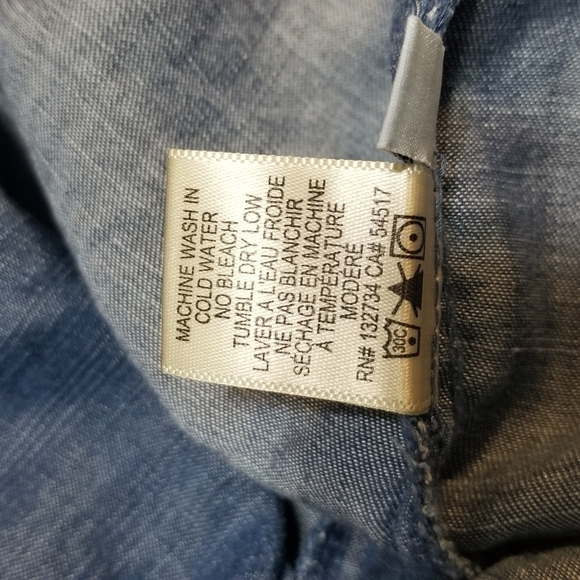 MACHINE WASH IN
COLD WATER
NO BLEACH
TUMBLE DRY LOW
LAVER À L'EAU FROIDE
NE PAS BLANCHIR
SÉCHAGE EN MACHINE
À TEMPÉRATURE
MODÉRÉ
RN# 132734 CA# 54517
30C